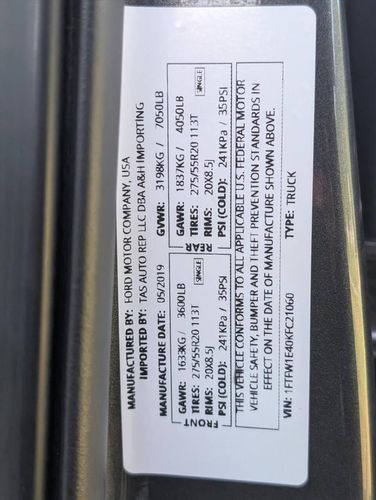 MANUFACTURED BY: FORD MOTOR COMPANY, USA
IMPORTED BY: TAS AUTO REP LLC DBA A&H IMPORTING
MANUFACTURE DATE: 05/2019
GVWR: 3198KG / 7050LB
FRONT
GAWR: 1633KG / 3600LB
TIRES: 275/55R20 113T
SINGLE
RIMS: 20X8.5j
PSI (COLD): 241KPa / 35PSI
REAR
GAWR: 1837KG / 4050LB
TIRES: 275/55R20 113T
SINGLE
RIMS: 20X8.5j
PSI (COLD): 241KPa / 35PSI
THIS VEHICLE CONFORMS TO ALL APPLICABLE U.S. FEDERAL MOTOR
VEHICLE SAFETY, BUMPER AND THEFT PREVENTION STANDARDS IN
EFFECT ON THE DATE OF MANUFACTURE SHOWN ABOVE.
VIN: 1FTFW1E40KFC21060
TYPE: TRUCK